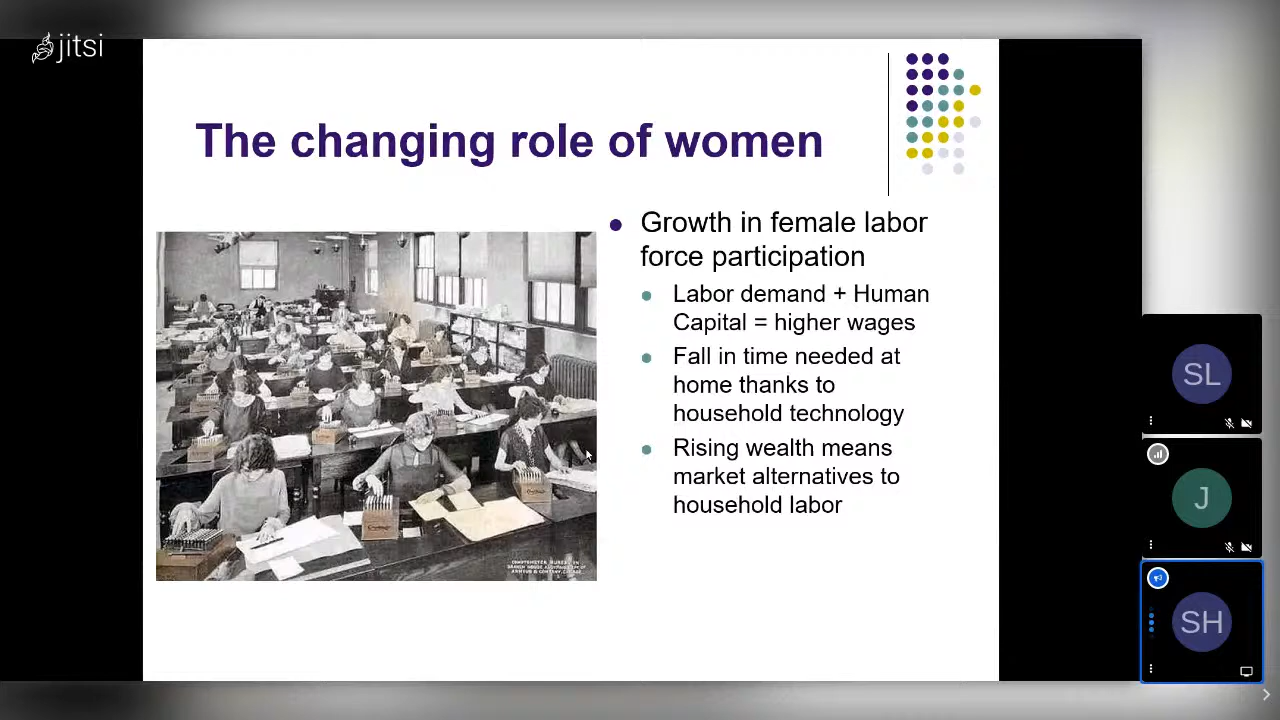 jitsi
The changing role of women
Growth in female labor
force participation
Labor demand + Human
Capital = higher wages
Fall in time needed at
home thanks to
household technology
Rising wealth means
market alternatives to
household labor
SL
J
SH